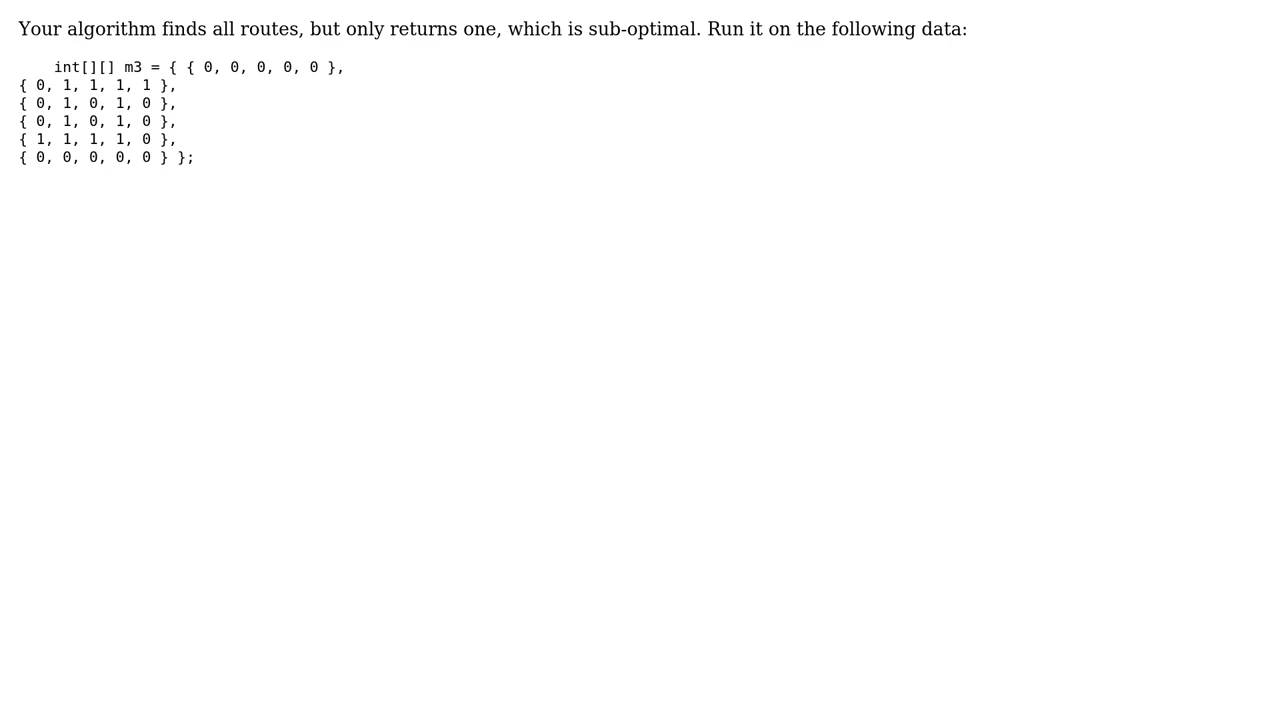 Your algorithm finds all routes, but only returns one, which is sub-optimal. Run it on the following data:
    int[][] m3 = { { 0, 0, 0, 0, 0 },
{ 0, 1, 1, 1, 1 },
{ 0, 1, 0, 1, 0 },
{ 0, 1, 0, 1, 0 },
{ 1, 1, 1, 1, 0 },
{ 0, 0, 0, 0, 0 } };